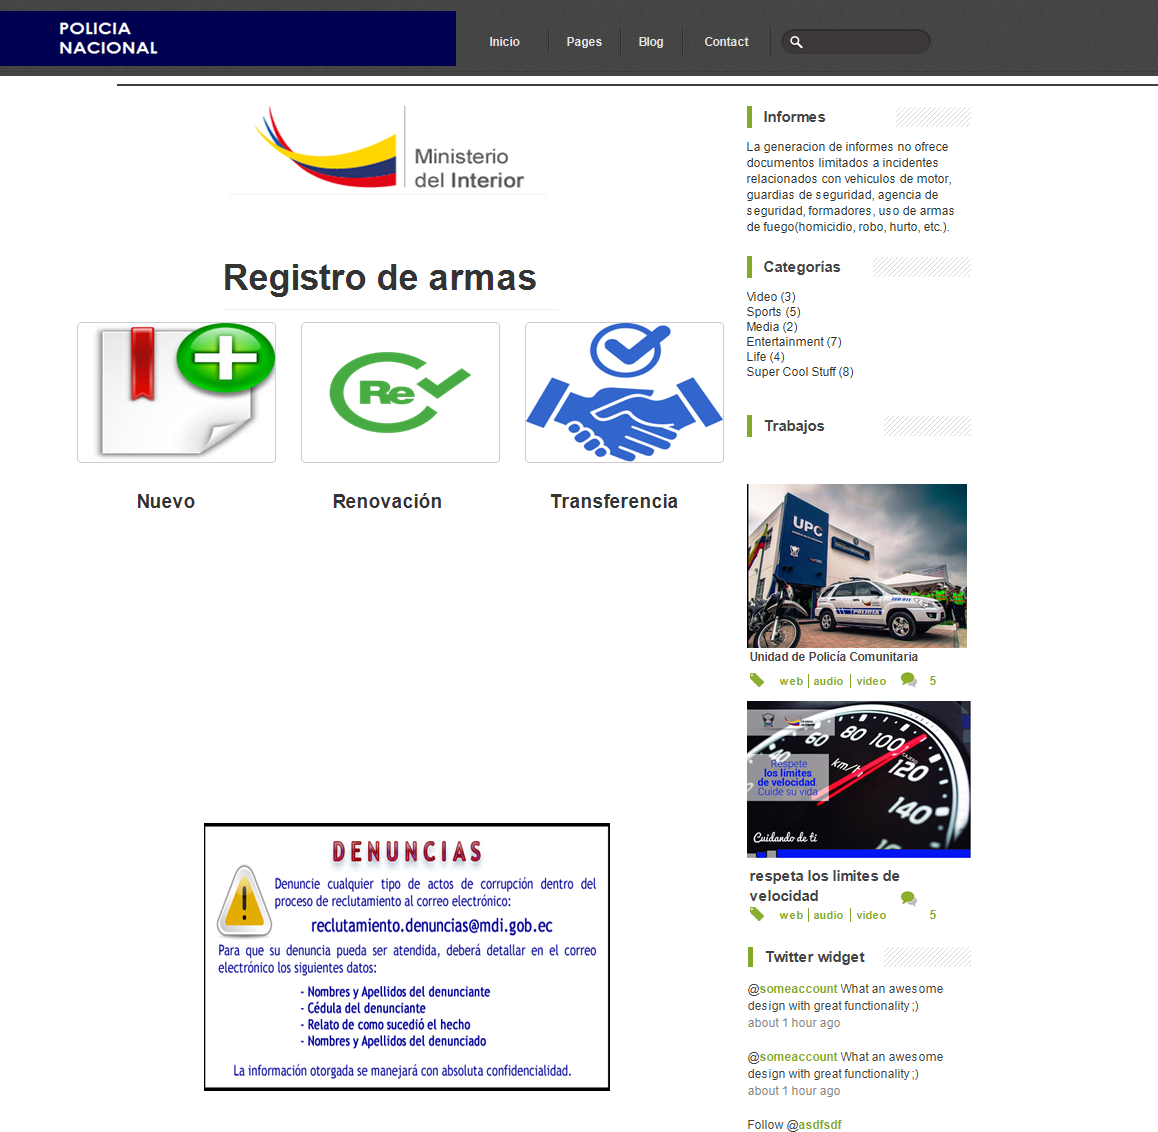 POLICIA
NACIONAL
Inicio
Pages
Blog
Contact
Ministerio
del Interior
Registro de armas
Re
Nuevo
Renovación
Transferencia
DENUNCIAS
Denuncie cualquier tipo de actos de corrupción dentro del
proceso de reclutamiento al correo electrónico:
reclutamiento.denuncias@mdi.gob.ec
Para que su denuncia pueda ser atendida, deberá detallar en el correo
electrónico los siguientes datos:
- Nombres y Apellidos del denunciante
- Cédula del denunciante
- Relato de como sucedió el hecho
- Nombres y Apellidos del denunciado
La información otorgada se manejará con absoluta confidencialidad.
Informes
La generacion de informes no ofrece
documentos limitados a incidentes
relacionados con vehiculos de motor,
guardias de seguridad, agencia de
seguridad, formadores, uso de armas
de fuego(homicidio, robo, hurto, etc.).
Categorías
Video (3)
Sports (5)
Media (2)
Entertainment (7)
Life (4)
Super Cool Stuff (8)
Trabajos
UPC
POLICIA
Unidad de Policía Comunitaria
web | audio | video 5
60 80 100 120 140
km/h
Respete
los límites
de velocidad.
Cuide su vida
Cuidando de ti
respeta los limites de
velocidad
web | audio | video 5
Twitter widget
@someaccount What an awesome
design with great functionality ;)
about 1 hour ago
@someaccount What an awesome
design with great functionality ;)
about 1 hour ago
Follow @asdfsdf